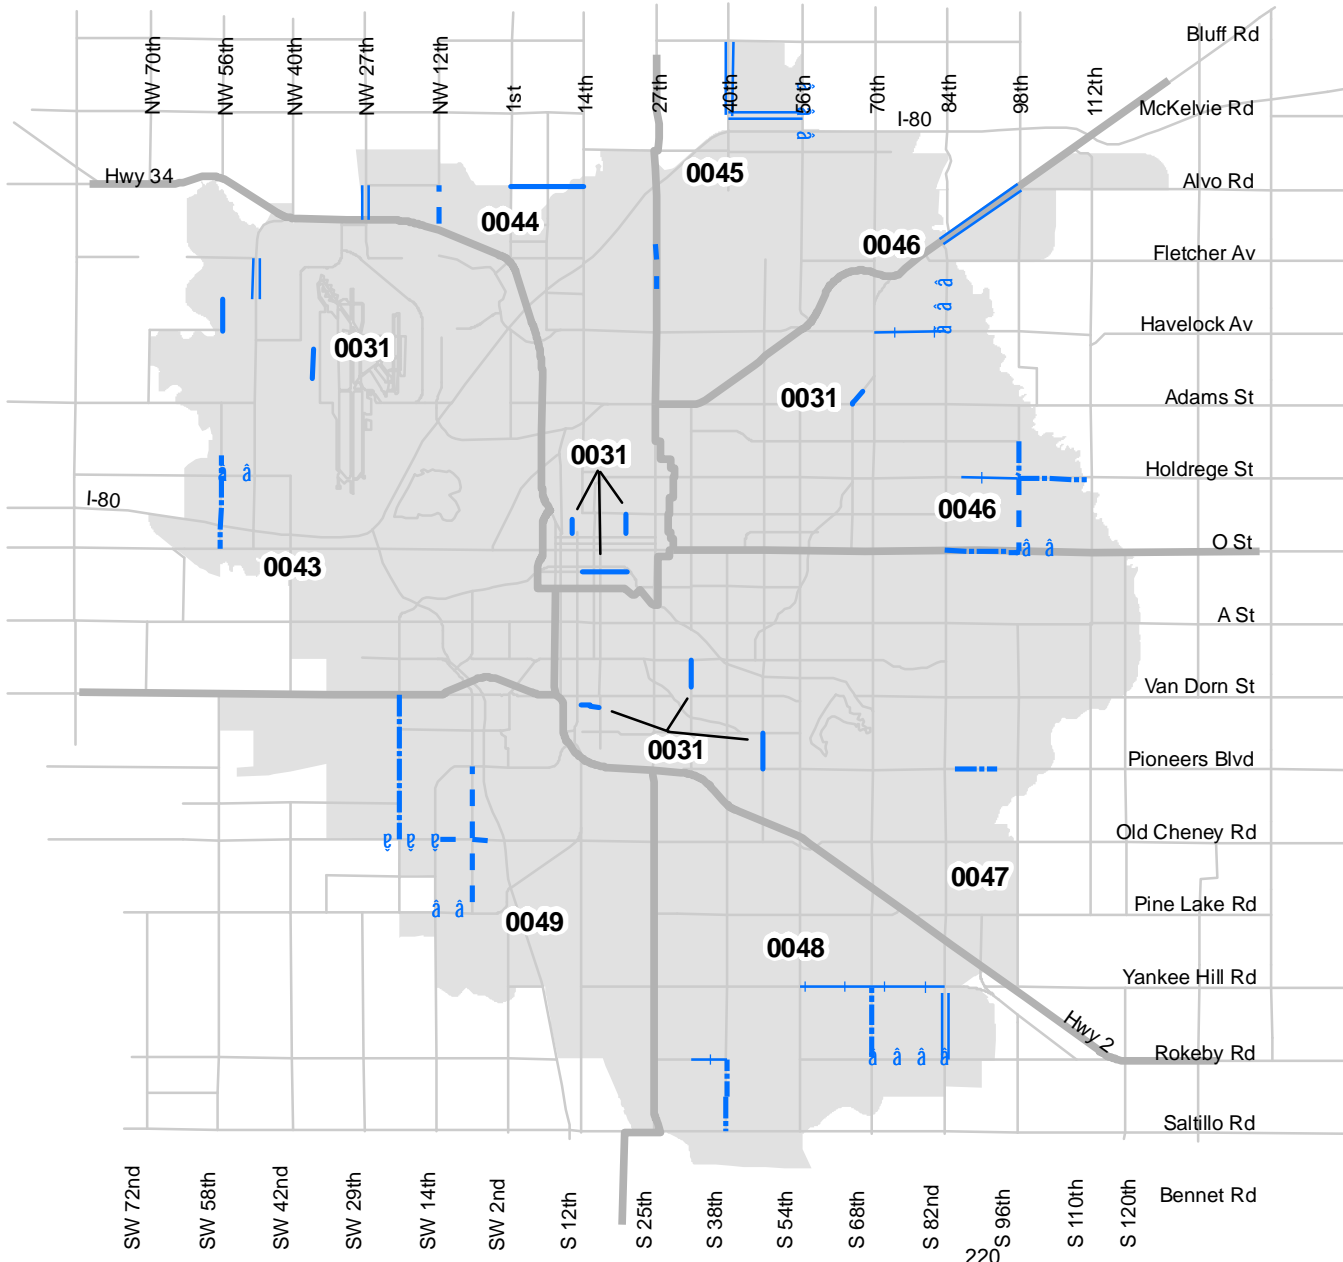 Bluff Rd
NW 70th
NW 56th
NW 40th
NW 27th
NW 12th
1st
14th
27th
40th
56th
70th
84th
98th
112th
McKelvie Rd
I-80
Hwy 34
0045
Alvo Rd
0044
0046
Fletcher Av
Havelock Av
0031
0031
Adams St
0031
Holdrege St
I-80
0046
O St
0043
A St
Van Dorn St
0031
Pioneers Blvd
Old Cheney Rd
0047
Pine Lake Rd
0049
0048
Yankee Hill Rd
Hwy 2
Rokeby Rd
Saltillo Rd
SW 72nd
SW 58th
SW 42nd
SW 29th
SW 14th
SW 2nd
S 12th
S 25th
S 38th
S 54th
S 68th
S 82nd
S 96th
S 110th
S 120th
Bennet Rd
220